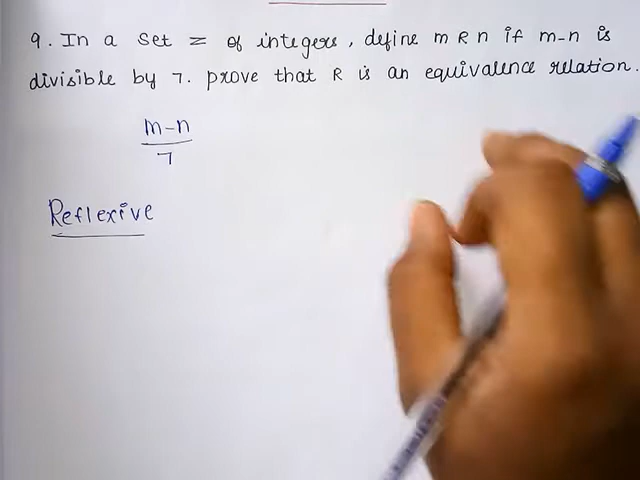 9. In a set Z of integers, define m R n if m-n is
divisible by 7. prove that R is an equivalence relation.
m-n
7
Reflexive